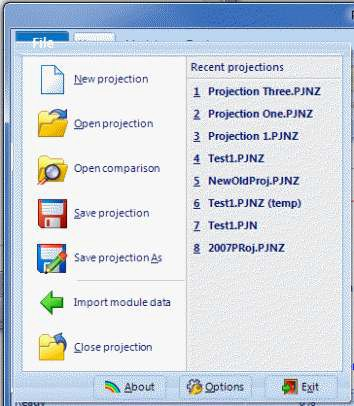 File
New projection
Open projection
Open comparison
Save projection
Save projection As
Import module data
Close projection
Recent projections
1 Projection Three.PJNZ
2 Projection One.PJNZ
3 Projection 1.PJNZ
4 Test1.PJNZ
5 NewOldProj.PJNZ
6 Test1.PJNZ (temp)
7 Test1.PJN
8 2007PRoj.PJNZ
About
Options
Exit